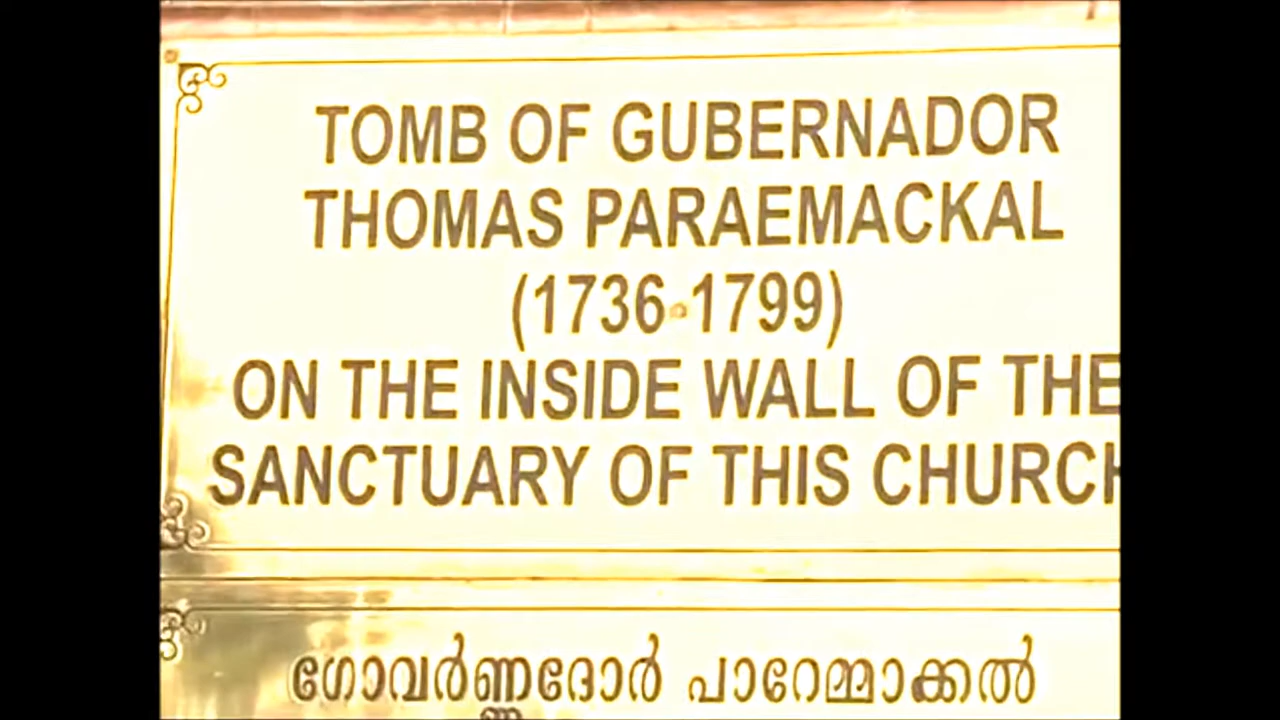 TOMB OF GUBERNADOR
THOMAS PARAEMACKAL
(1736-1799)
ON THE INSIDE WALL OF THE
SANCTUARY OF THIS CHURCH
ഗോവർണ്ണദോർ പാറേമ്മാക്കൽ